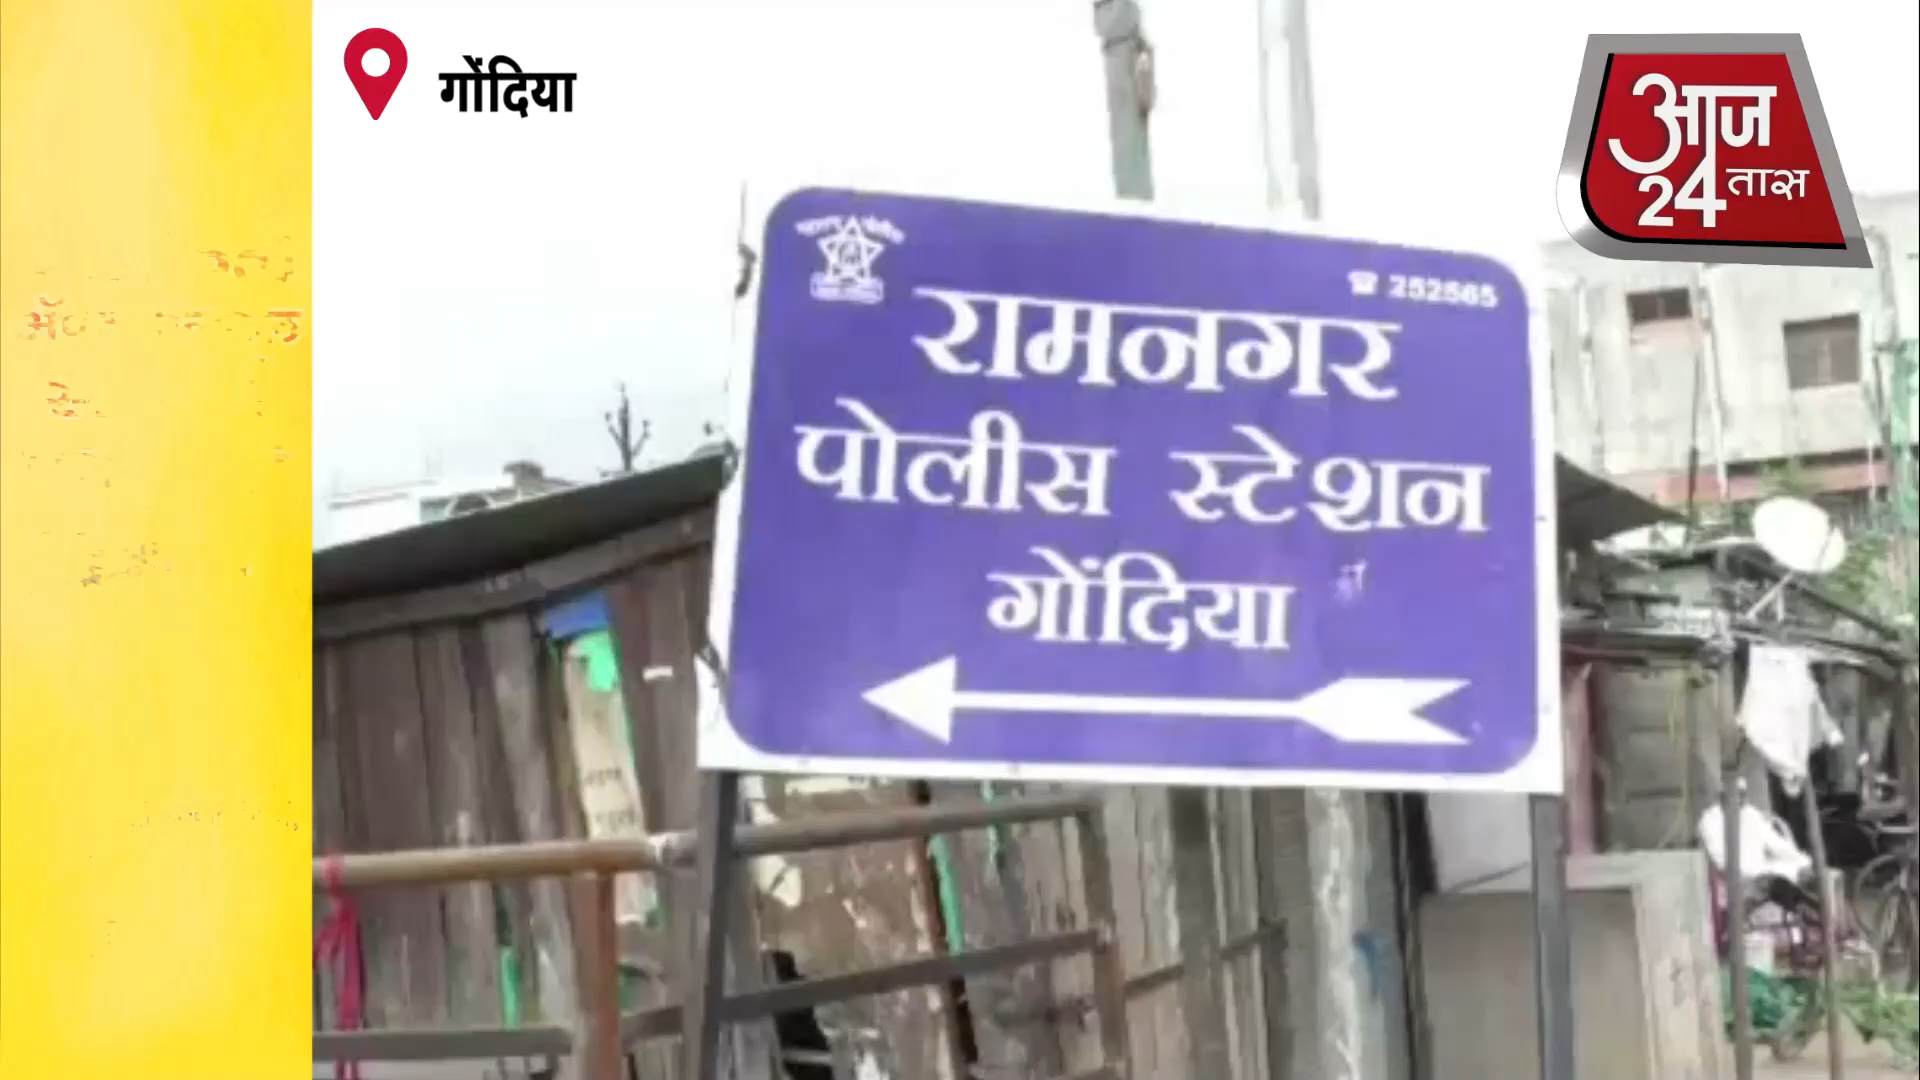 गोंदिया
आज
24 तास
☎ 252565
रामनगर
पोलीस स्टेशन
गोंदिया